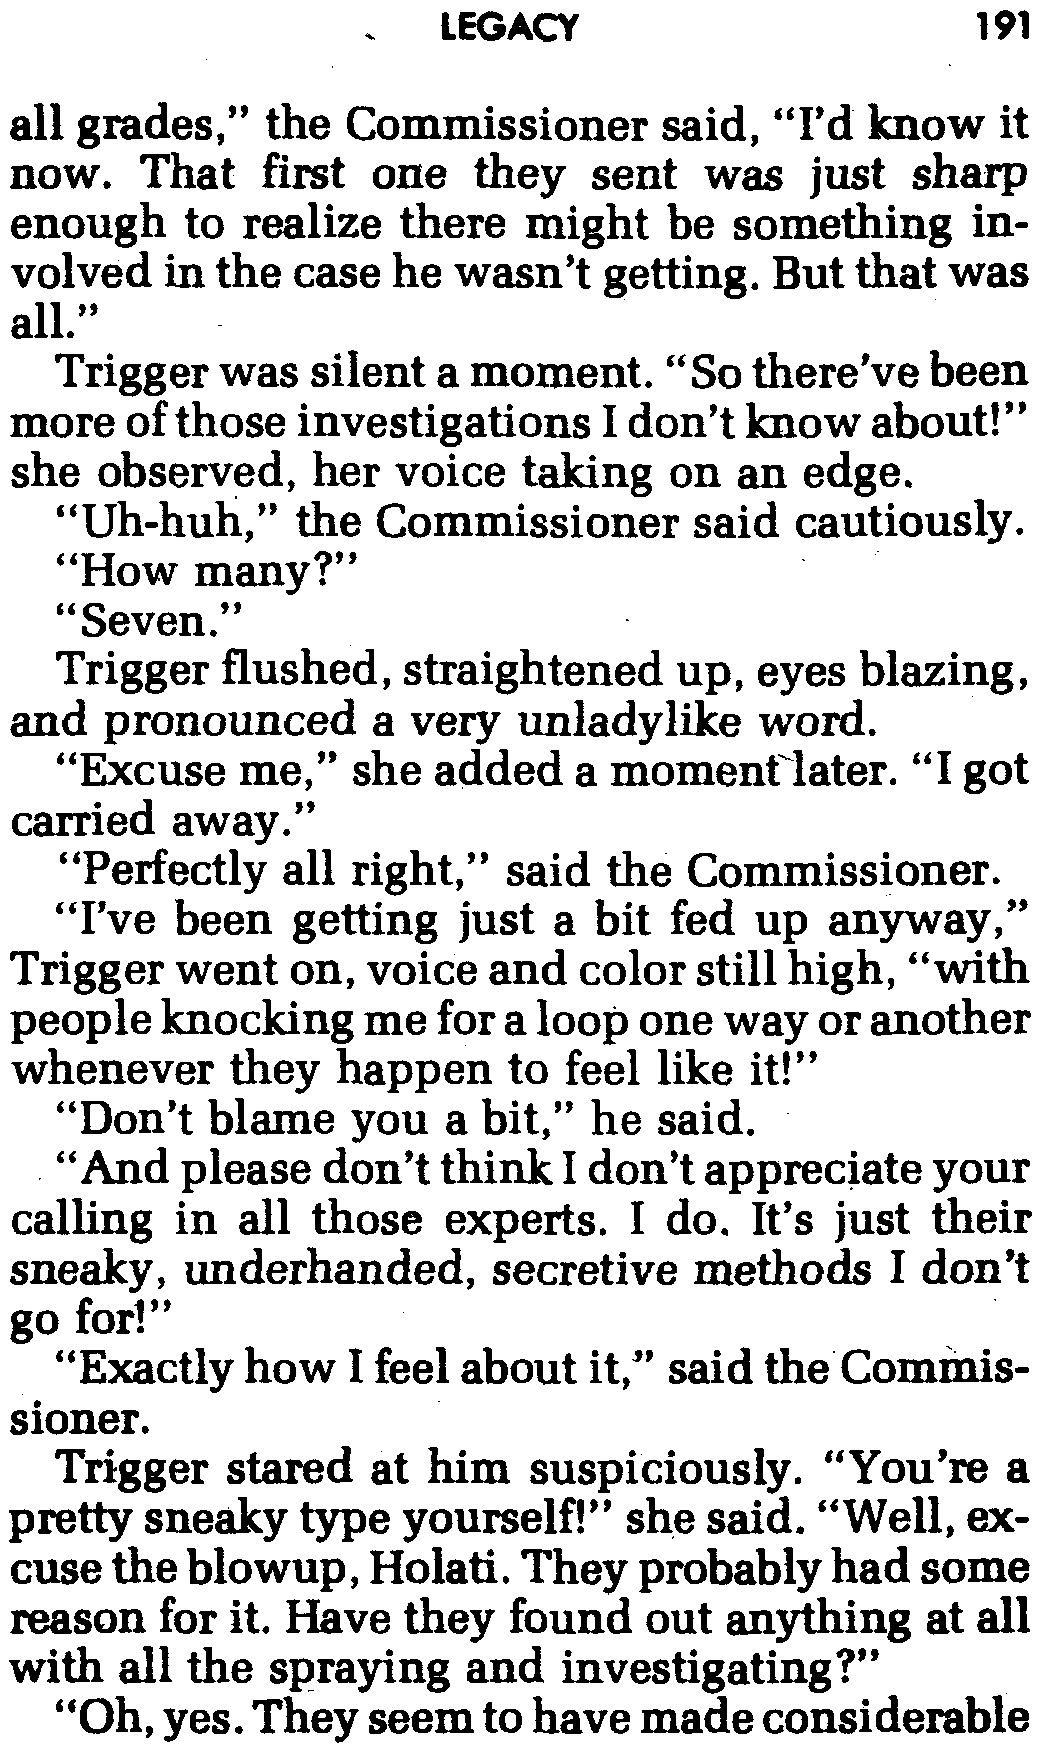 LEGACY 191
all grades," the Commissioner said, "I'd know it
now. That first one they sent was just sharp
enough to realize there might be something in-
volved in the case he wasn't getting. But that was
all."
Trigger was silent a moment. "So there've been
more of those investigations I don't know about!"
she observed, her voice taking on an edge.
"Uh-huh," the Commissioner said cautiously.
"How many?"
"Seven."
Trigger flushed, straightened up, eyes blazing,
and pronounced a very unladylike word.
"Excuse me," she added a moment later. "I got
carried away."
"Perfectly all right," said the Commissioner.
"I've been getting just a bit fed up anyway,"
Trigger went on, voice and color still high, "with
people knocking me for a loop one way or another
whenever they happen to feel like it!"
"Don't blame you a bit," he said.
"And please don't think I don't appreciate your
calling in all those experts. I do. It's just their
sneaky, underhanded, secretive methods I don't
go for!"
"Exactly how I feel about it," said the Commis-
sioner.
Trigger stared at him suspiciously. "You're a
pretty sneaky type yourself!" she said. "Well, ex-
cuse the blowup, Holati. They probably had some
reason for it. Have they found out anything at all
with all the spraying and investigating?"
"Oh, yes. They seem to have made considerable